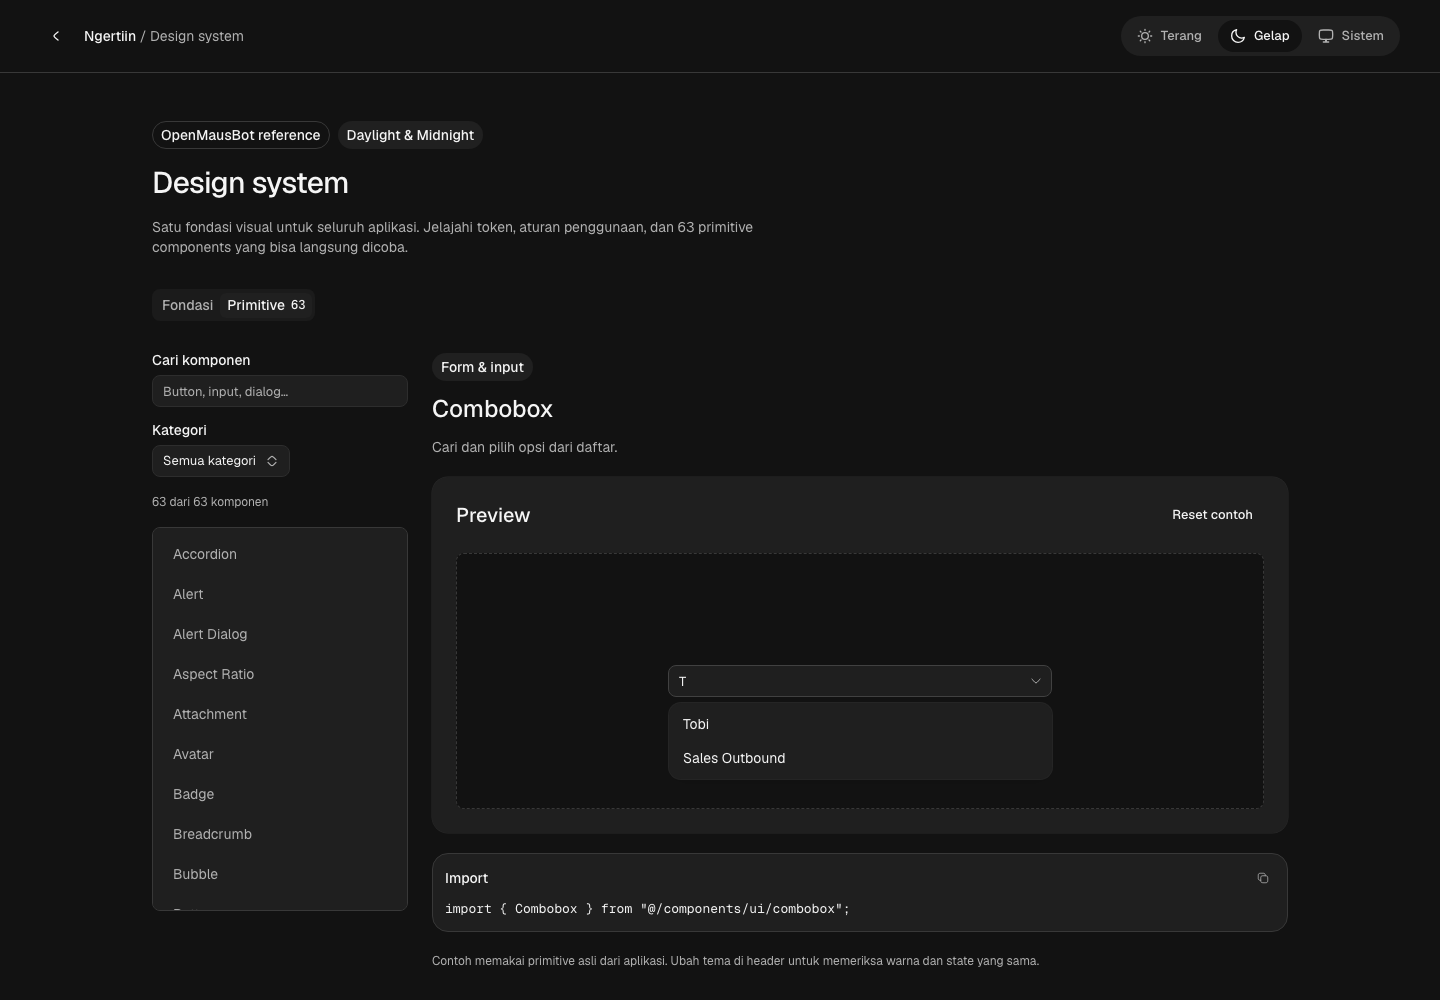 Ngertiin / Design system
Terang
Gelap
Sistem
OpenMausBot reference
Daylight & Midnight
Design system
Satu fondasi visual untuk seluruh aplikasi. Jelajahi token, aturan penggunaan, dan 63 primitive
components yang bisa langsung dicoba.
Fondasi
Primitive 63
Cari komponen
Button, input, dialog...
Kategori
Semua kategori
63 dari 63 komponen
Accordion
Alert
Alert Dialog
Aspect Ratio
Attachment
Avatar
Badge
Breadcrumb
Bubble
Form & input
Combobox
Cari dan pilih opsi dari daftar.
Preview
Reset contoh
T
Tobi
Sales Outbound
Import
import { Combobox } from "@/components/ui/combobox";
Contoh memakai primitive asli dari aplikasi. Ubah tema di header untuk memeriksa warna dan state yang sama.